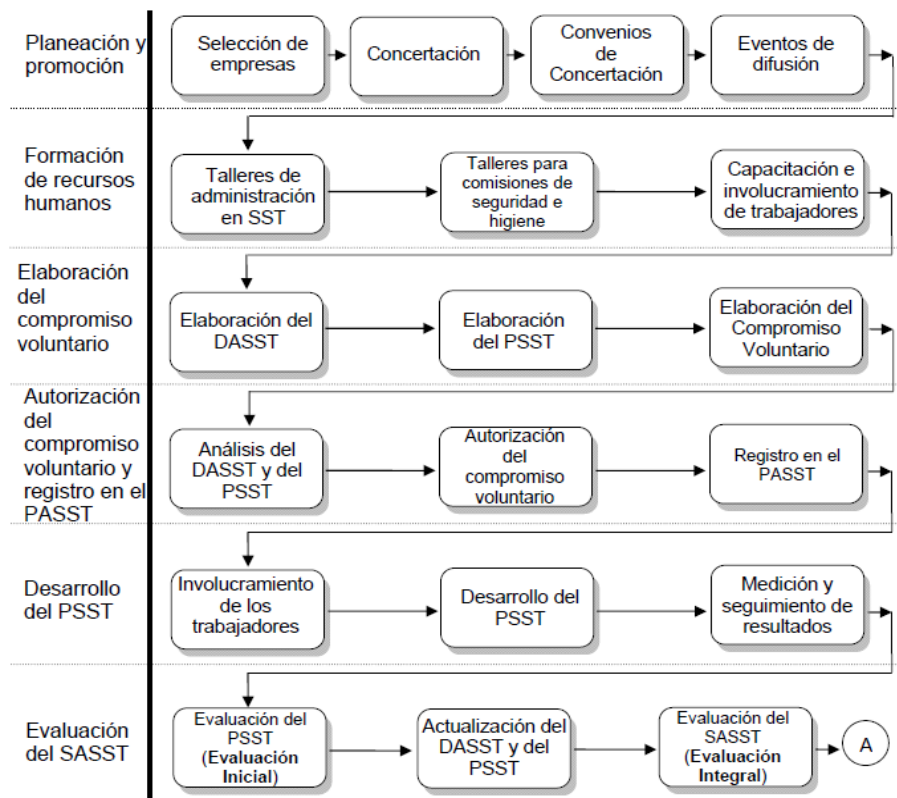 Planeación y
promoción
Selección de
empresas
Concertación
Convenios
de
Concertación
Eventos de
difusión
Formación
de recursos
humanos
Talleres de
administración
en SST
Talleres para
comisiones de
seguridad e
higiene
Capacitación e
involucramiento
de trabajadores
Elaboración
del
compromiso
voluntario
Elaboración del
DASST
Elaboración
del PSST
Elaboración del
Compromiso
Voluntario
Autorización
del
compromiso
voluntario y
registro en el
PASST
Análisis del
DASST y del
PSST
Autorización
del
compromiso
voluntario
Registro en el
PASST
Desarrollo
del PSST
Involucramiento
de los
trabajadores
Desarrollo del
PSST
Medición y
seguimiento de
resultados
Evaluación
del SASST
Evaluación del
PSST
(Evaluación
Inicial)
Actualización del
DASST y del
PSST
Evaluación del
SASST
(Evaluación
Integral)
A